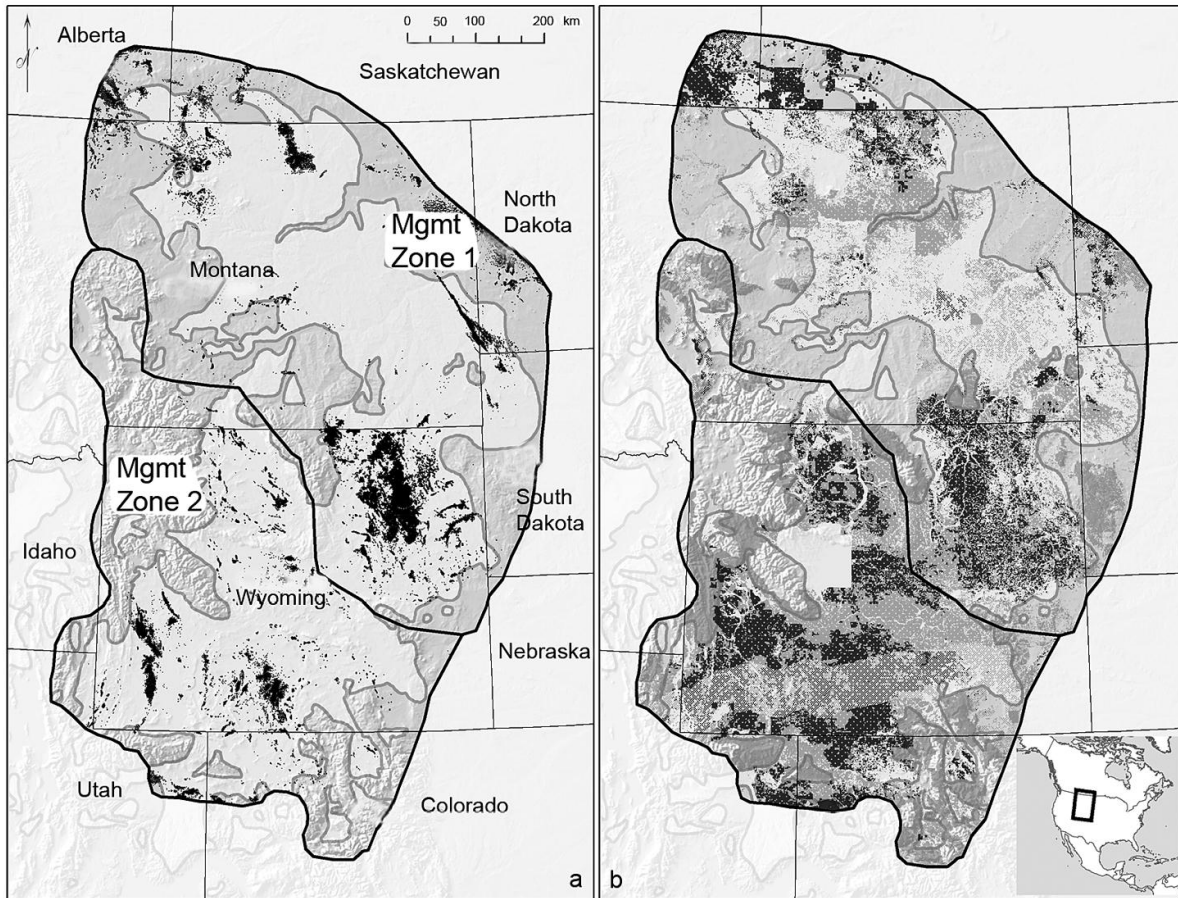 Alberta
0 50 100 200 km
Saskatchewan
North
Dakota
Mgmt
Zone 1
Montana
Mgmt
Zone 2
South
Dakota
Idaho
Wyoming
Nebraska
Utah
Colorado
a
b